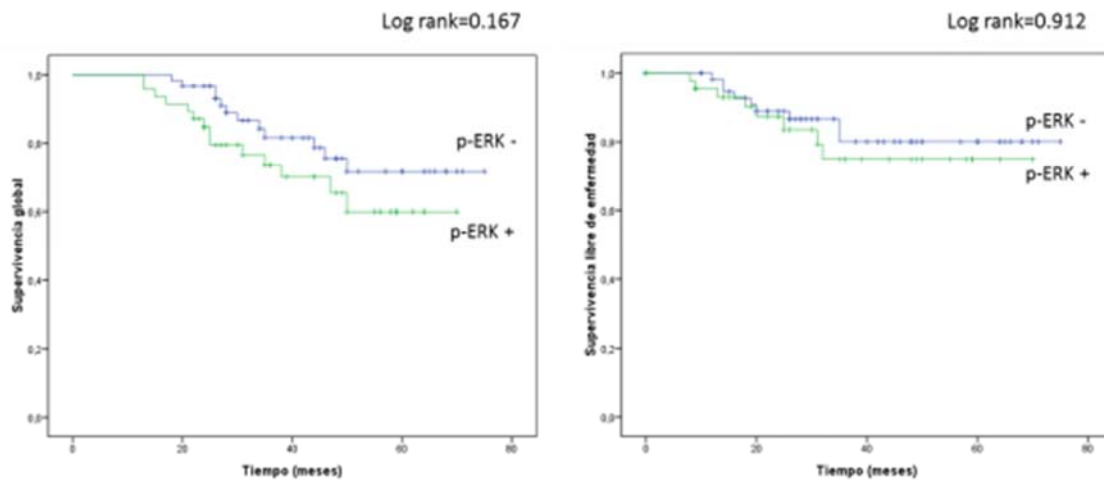 Log rank=0.167
Supervivencia global
1,0
0,8
0,6
0,4
0,2
0,0
p-ERK -
p-ERK +
0
20
40
60
80
Tiempo (meses)
Log rank=0.912
Supervivencia libre de enfermedad
1,0
0,8
0,6
0,4
0,2
0,0
p-ERK -
p-ERK +
0
20
40
60
80
Tiempo (meses)